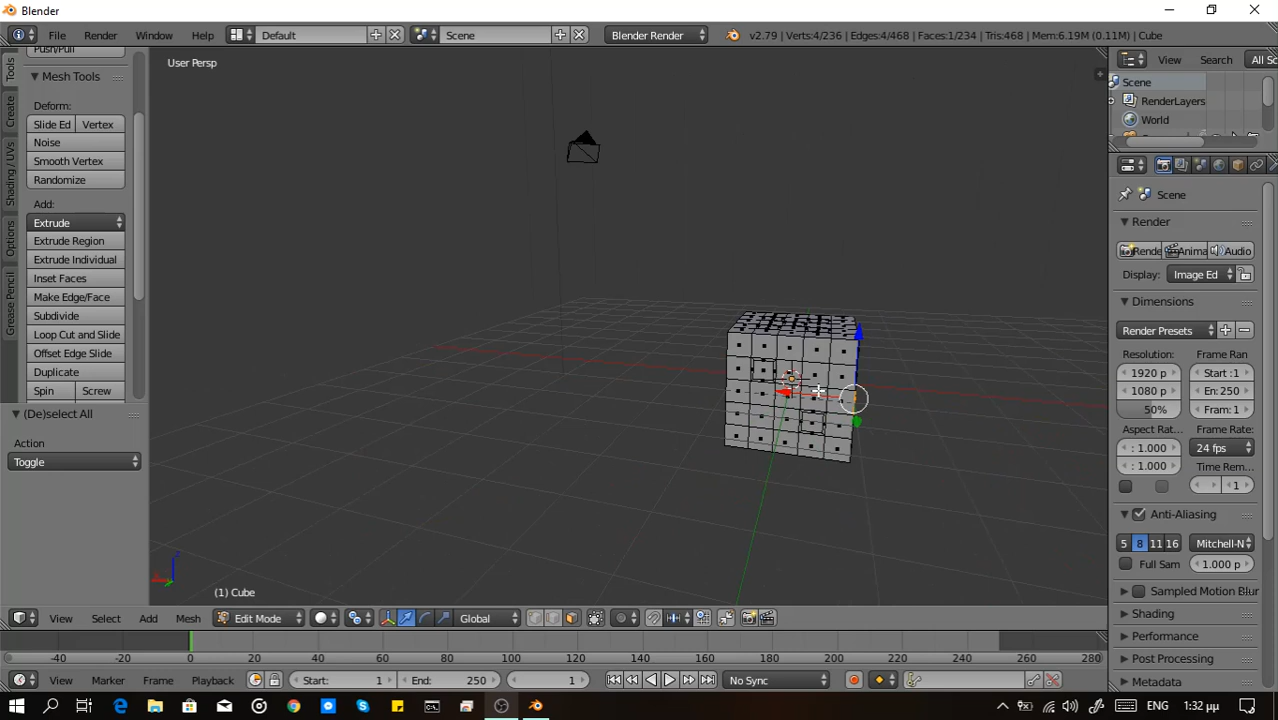 Blender
File Render Window Help Default Scene Blender Render v2.79 | Verts:4/236 | Edges:4/468 | Faces:1/234 | Tris:468 | Mem:6.19M (0.11M) | Cube
Push/Pull
Mesh Tools
Deform:
Slide Ed Vertex
Noise
Smooth Vertex
Randomize
Add:
Extrude
Extrude Region
Extrude Individual
Inset Faces
Make Edge/Face
Subdivide
Loop Cut and Slide
Offset Edge Slide
Duplicate
Spin Screw
(De)select All
Action
Toggle
Tools
Create
Shading / UVs
Options
Grease Pencil
User Persp
(1) Cube
View Search All Sc
Scene
RenderLayers
World
Scene
Render
Rende Anima Audio
Display: Image Ed
Dimensions
Render Presets
Resolution: Frame Ran
1920 p Start :1
1080 p En: 250
50% Fram: 1
Aspect Rat.. Frame Rate:
: 1.000 24 fps
: 1.000 Time Rem..
1
Anti-Aliasing
5 8 11 16 Mitchell-N
Full Sam 1.000 p
Sampled Motion Blur
Shading
Performance
Post Processing
Metadata
View Select Add Mesh Edit Mode Global
-40 -20 0 20 40 60 80 100 120 140 160 180 200 220 240 260 280
View Marker Frame Playback Start: 1 End: 250 1 No Sync
ENG 1:32 μμ